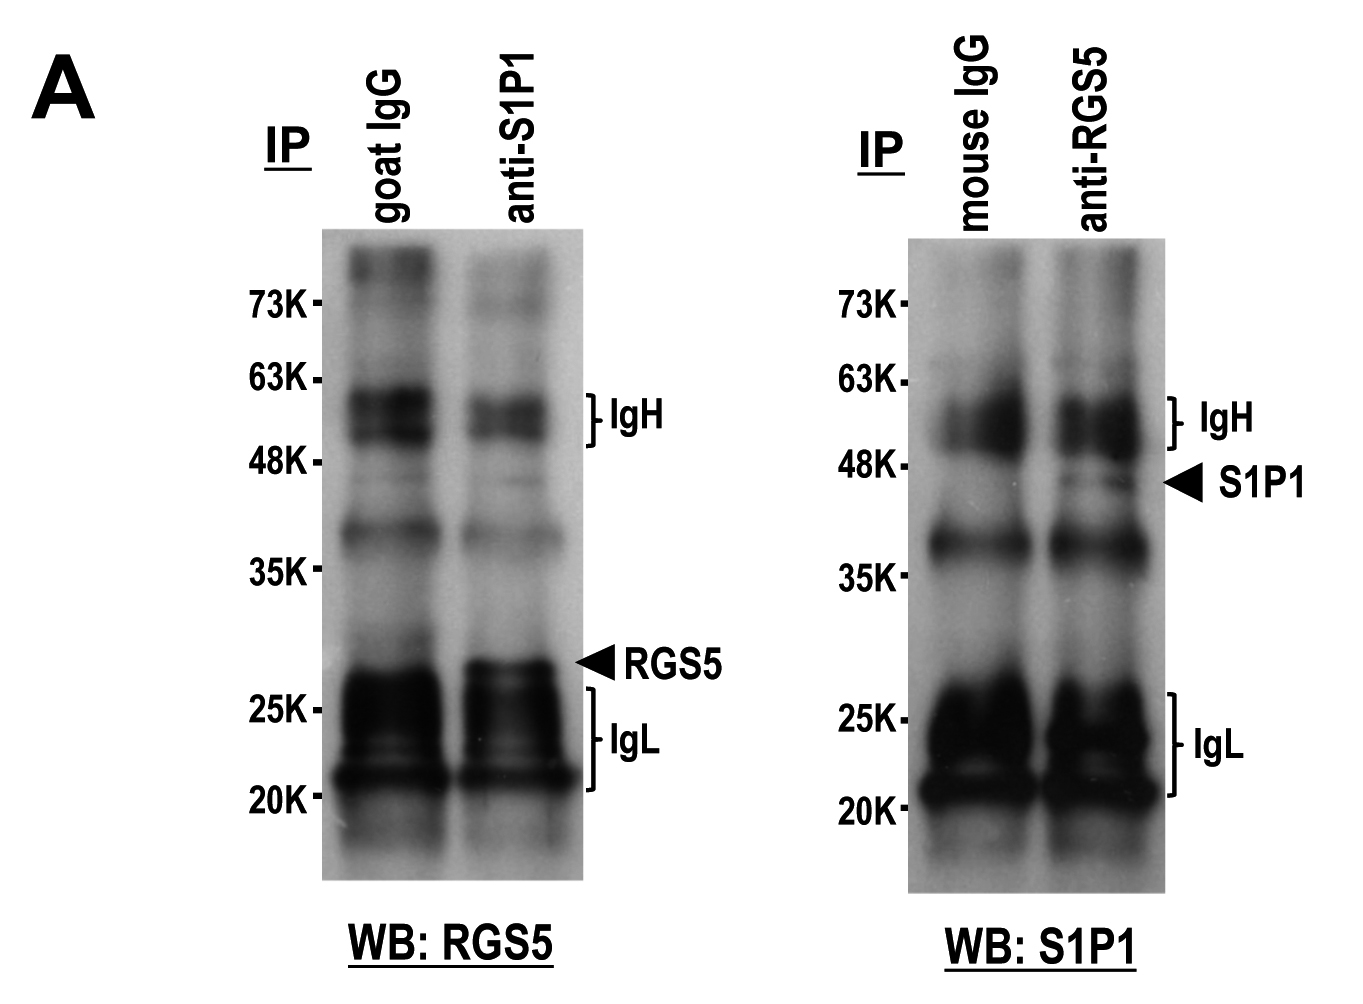 A
IP
goat IgG
anti-S1P1
73K
63K
48K
35K
25K
20K
IgH
RGS5
IgL
WB: RGS5
IP
mouse IgG
anti-RGS5
73K
63K
48K
35K
25K
20K
IgH
S1P1
IgL
WB: S1P1